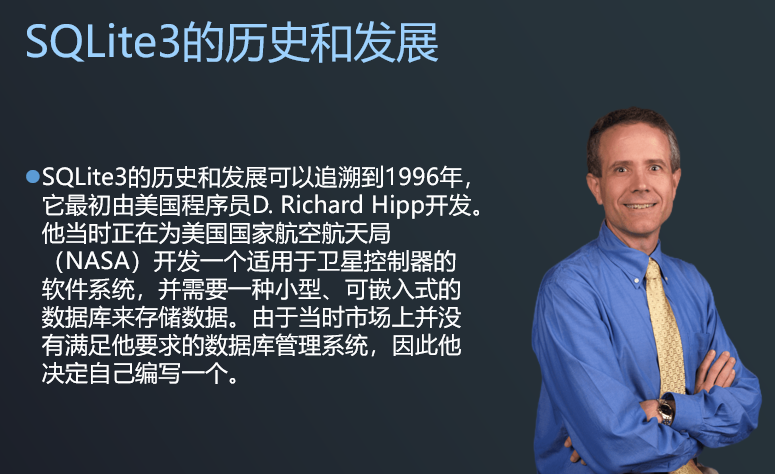 SQLite3的历史和发展
SQLite3的历史和发展可以追溯到1996年，
它最初由美国程序员D. Richard Hipp开发。
他当时正在为美国国家航空航天局
（NASA）开发一个适用于卫星控制器的
软件系统，并需要一种小型、可嵌入式的
数据库来存储数据。由于当时市场上并没
有满足他要求的数据库管理系统，因此他
决定自己编写一个。